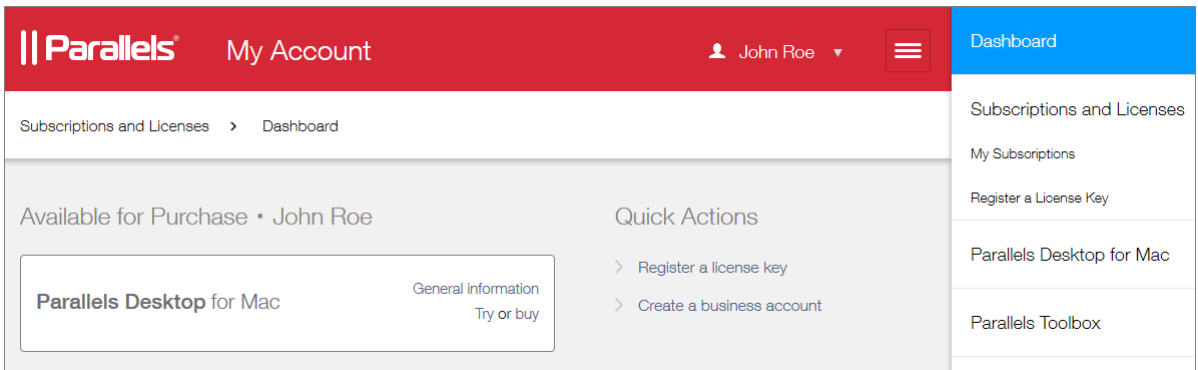 Parallels® My Account John Roe
Subscriptions and Licenses > Dashboard
Available for Purchase • John Roe
Parallels Desktop for Mac
General information
Try or buy
Quick Actions
Register a license key
Create a business account
Dashboard
Subscriptions and Licenses
My Subscriptions
Register a License Key
Parallels Desktop for Mac
Parallels Toolbox